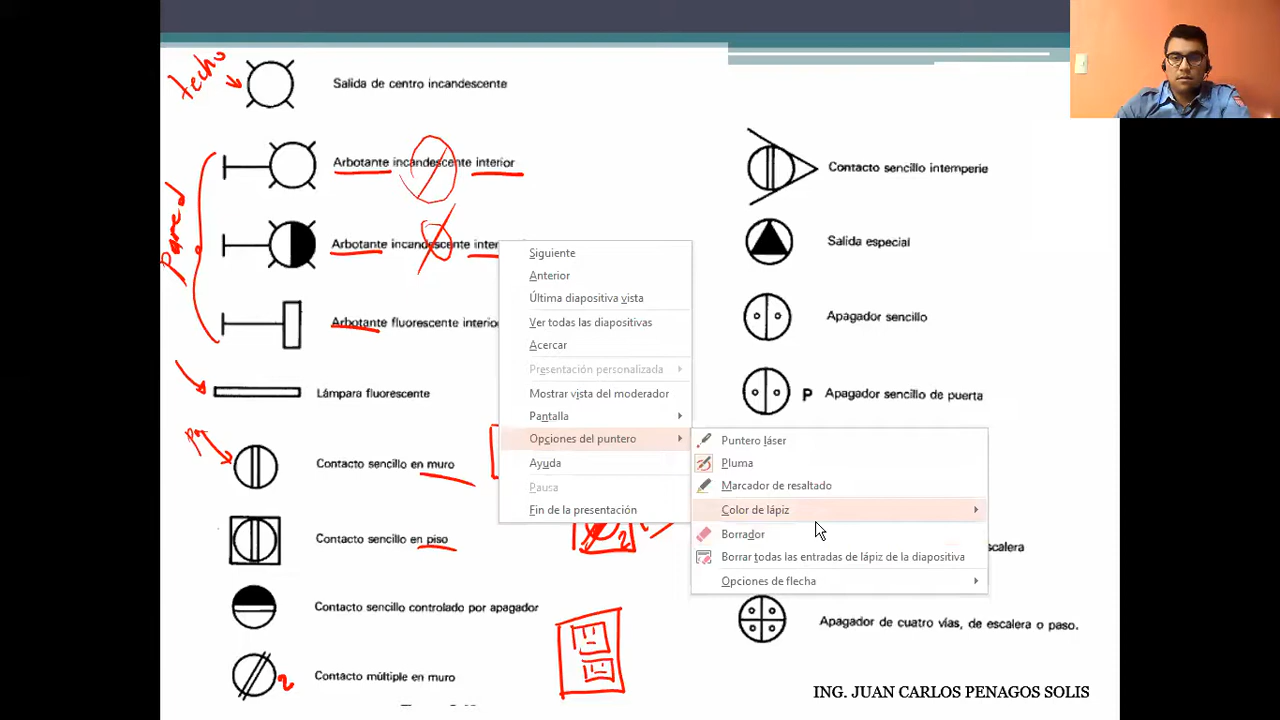 techo
Salida de centro incandescente
Arbotante incandescente interior
Pared
Arbotante incandescente inter
Arbotante fluorescente interio
Lámpara fluorescente
Contacto sencillo en muro
Contacto sencillo en piso
Contacto sencillo controlado por apagador
2
Contacto múltiple en muro
2
Siguiente
Anterior
Última diapositiva vista
Ver todas las diapositivas
Acercar
Presentación personalizada
Mostrar vista del moderador
Pantalla
Opciones del puntero
Ayuda
Pausa
Fin de la presentación
Puntero láser
Pluma
Marcador de resaltado
Color de lápiz
Borrador
Borrar todas las entradas de lápiz de la diapositiva
Opciones de flecha
Contacto sencillo intemperie
Salida especial
Apagador sencillo
P Apagador sencillo de puerta
scalera
Apagador de cuatro vías, de escalera o paso.
ING. JUAN CARLOS PENAGOS SOLIS